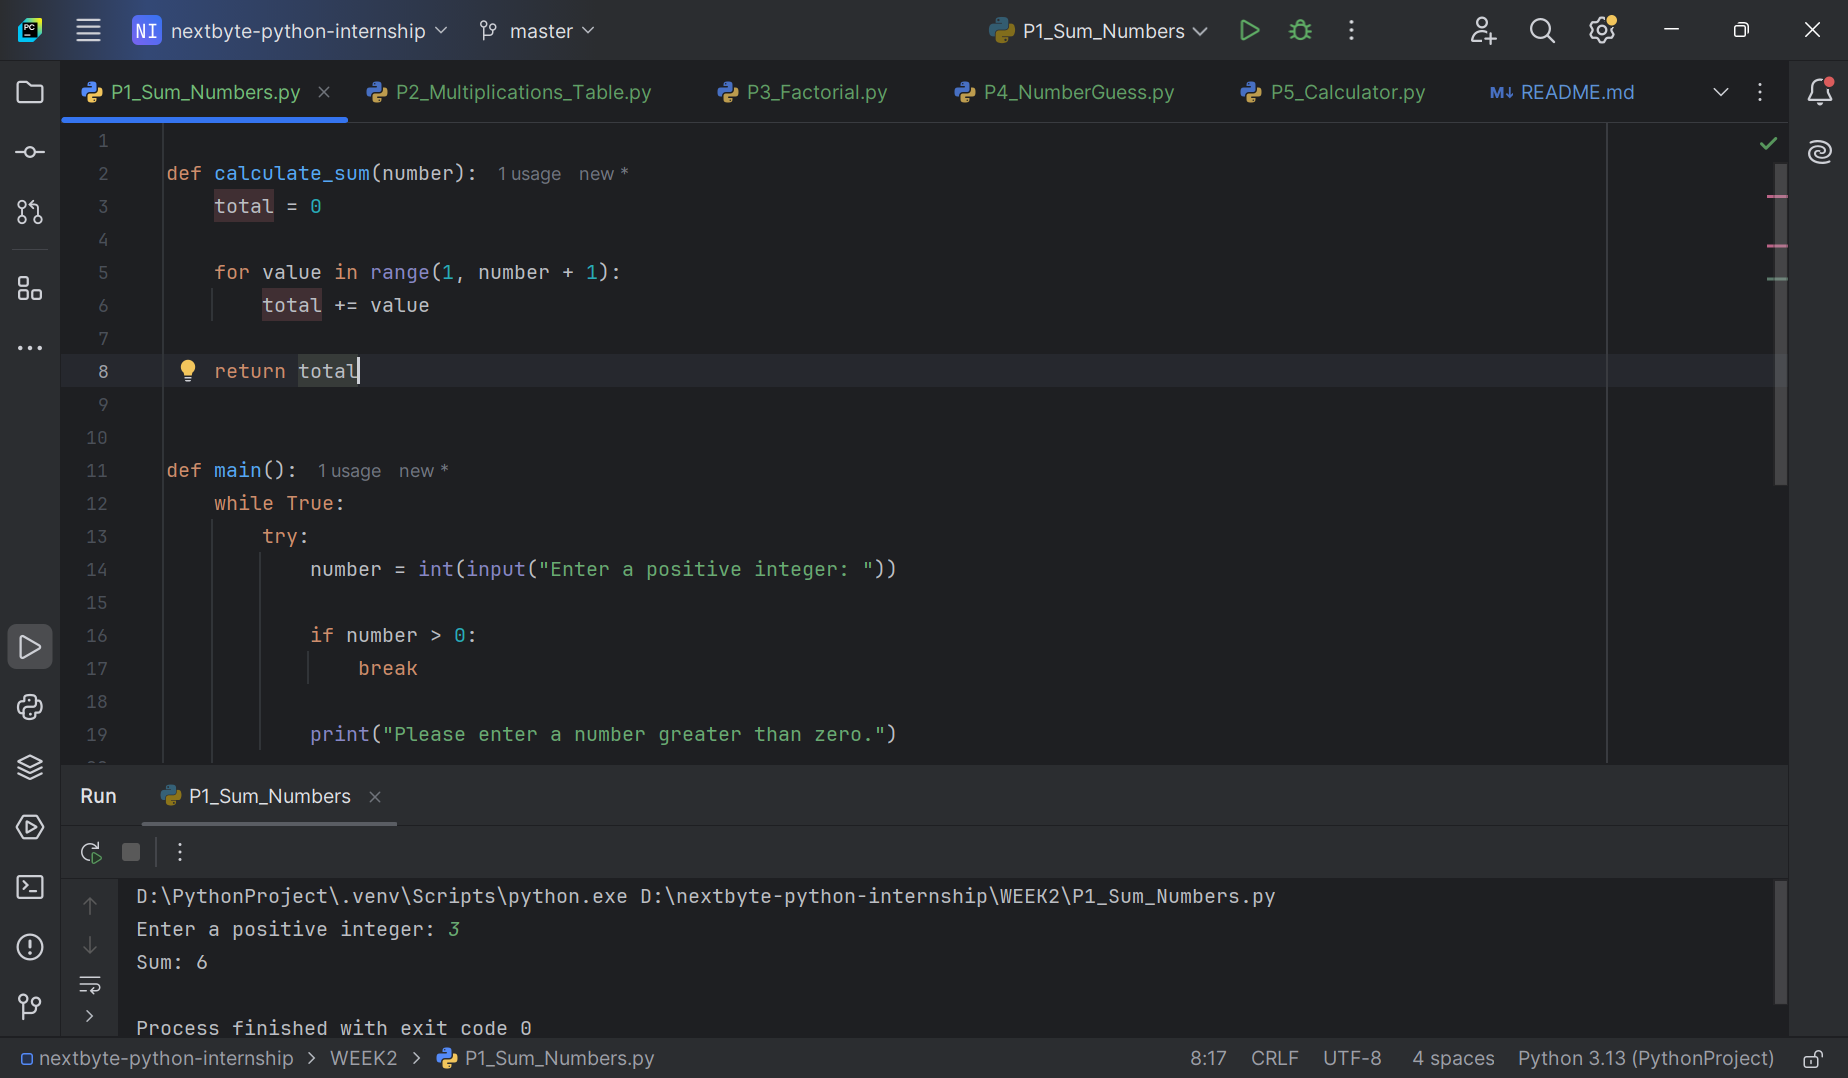 NI nextbyte-python-internship master P1_Sum_Numbers
P1_Sum_Numbers.py P2_Multiplications_Table.py P3_Factorial.py P4_NumberGuess.py P5_Calculator.py M↓ README.md
1
2 def calculate_sum(number): 1 usage new *
3 total = 0
4
5 for value in range(1, number + 1):
6 total += value
7
8 return total
9
10
11 def main(): 1 usage new *
12 while True:
13 try:
14 number = int(input("Enter a positive integer: "))
15
16 if number > 0:
17 break
18
19 print("Please enter a number greater than zero.")
Run P1_Sum_Numbers
D:\PythonProject\.venv\Scripts\python.exe D:\nextbyte-python-internship\WEEK2\P1_Sum_Numbers.py
Enter a positive integer: 3
Sum: 6
Process finished with exit code 0
nextbyte-python-internship > WEEK2 > P1_Sum_Numbers.py 8:17 CRLF UTF-8 4 spaces Python 3.13 (PythonProject)